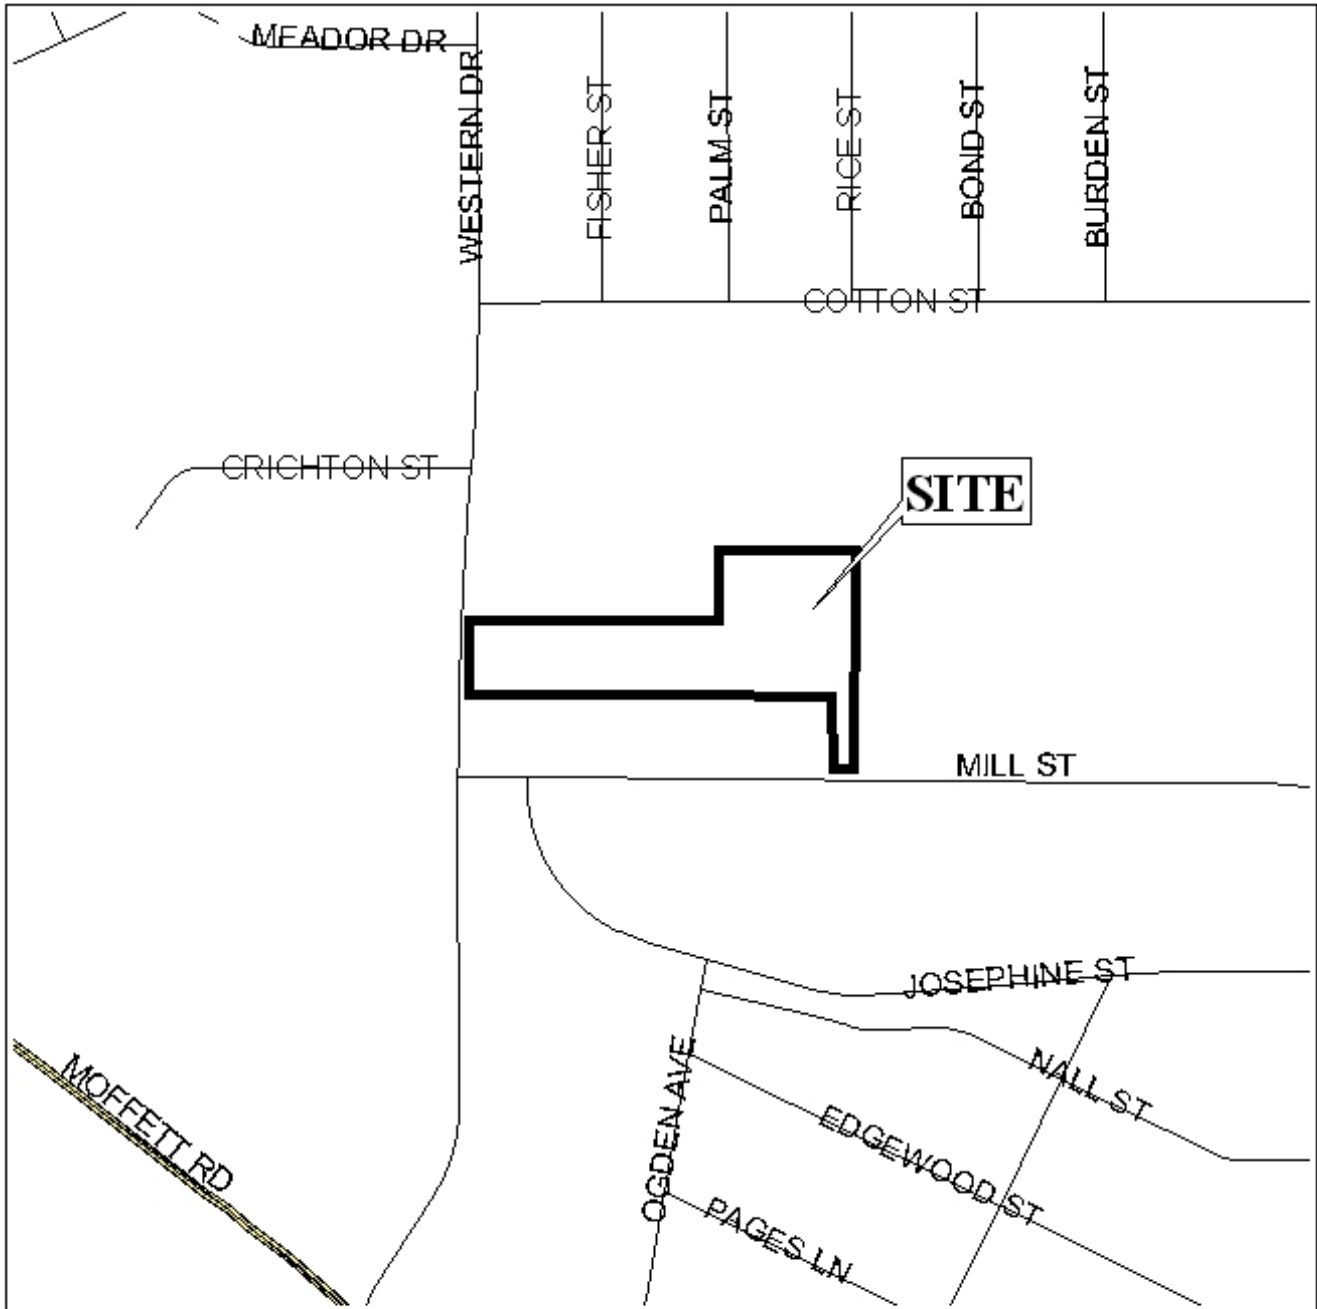 MEADOR DR
WESTERN DR
FISHER ST
PALM ST
RICE ST
BOND ST
BURDEN ST
COTTON ST
CRICHTON ST
SITE
MILL ST
JOSEPHINE ST
NALL ST
OGDEN AVE
EDGEWOOD ST
MOFFETT RD
PAGES LN